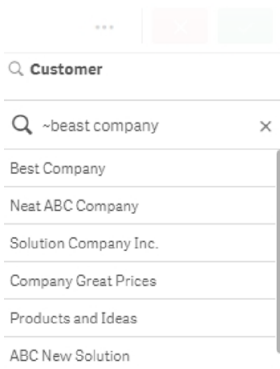 Customer
~beast company
Best Company
Neat ABC Company
Solution Company Inc.
Company Great Prices
Products and Ideas
ABC New Solution